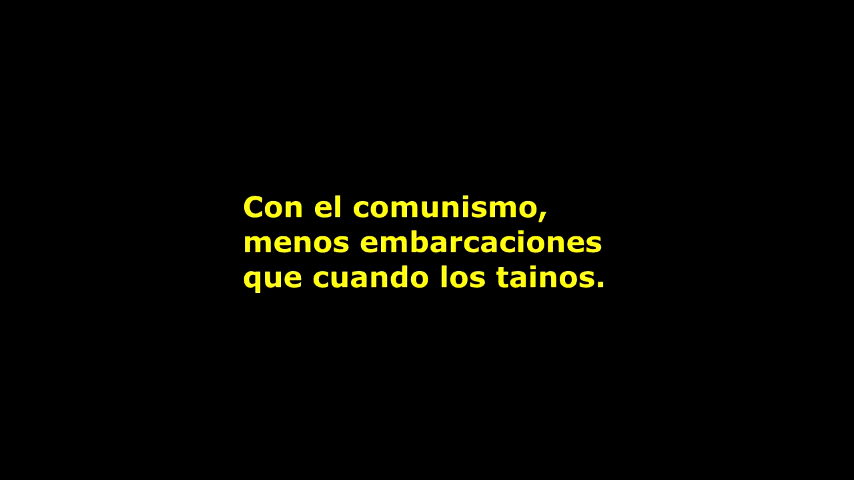 Con el comunismo,
menos embarcaciones
que cuando los tainos.